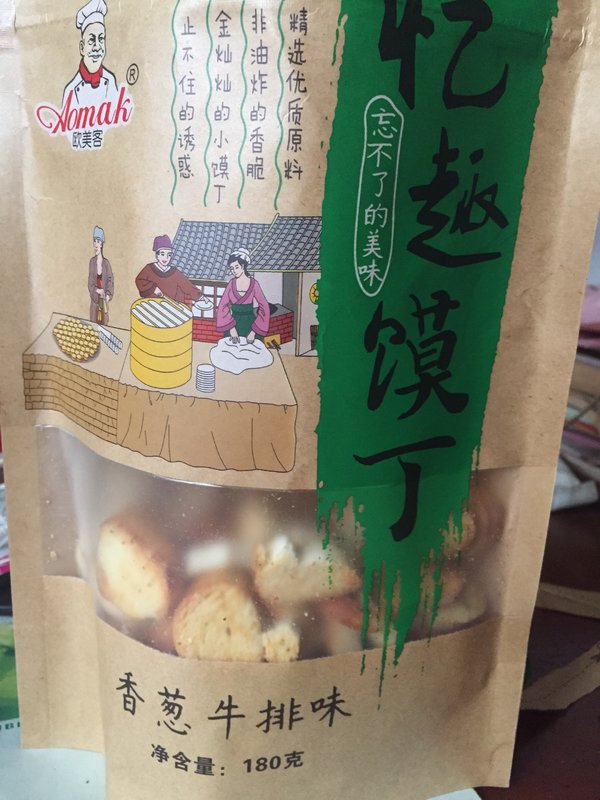 Aomak®
欧美客
精选优质原料
非油炸的香脆
金灿灿的小馍丁
止不住的诱惑
忆趣馍丁
忘不了的美味
香葱牛排味
净含量：180克